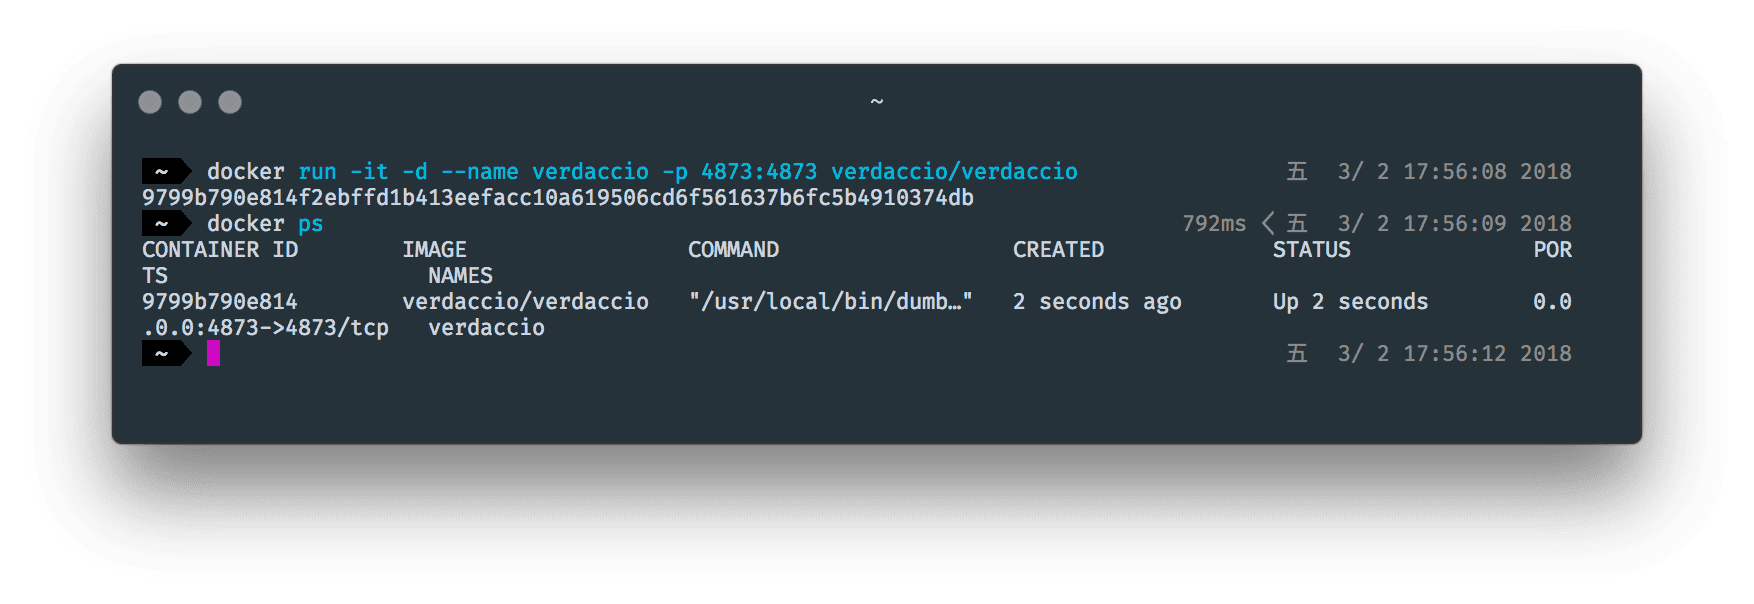 ~
~ docker run -it -d --name verdaccio -p 4873:4873 verdaccio/verdaccio 五 3/ 2 17:56:08 2018
9799b790e814f2ebffd1b413eefacc10a619506cd6f561637b6fc5b4910374db
~ docker ps 792ms < 五 3/ 2 17:56:09 2018
CONTAINER ID IMAGE COMMAND CREATED STATUS POR
TS NAMES
9799b790e814 verdaccio/verdaccio "/usr/local/bin/dumb…" 2 seconds ago Up 2 seconds 0.0
.0.0:4873->4873/tcp verdaccio
~ 五 3/ 2 17:56:12 2018